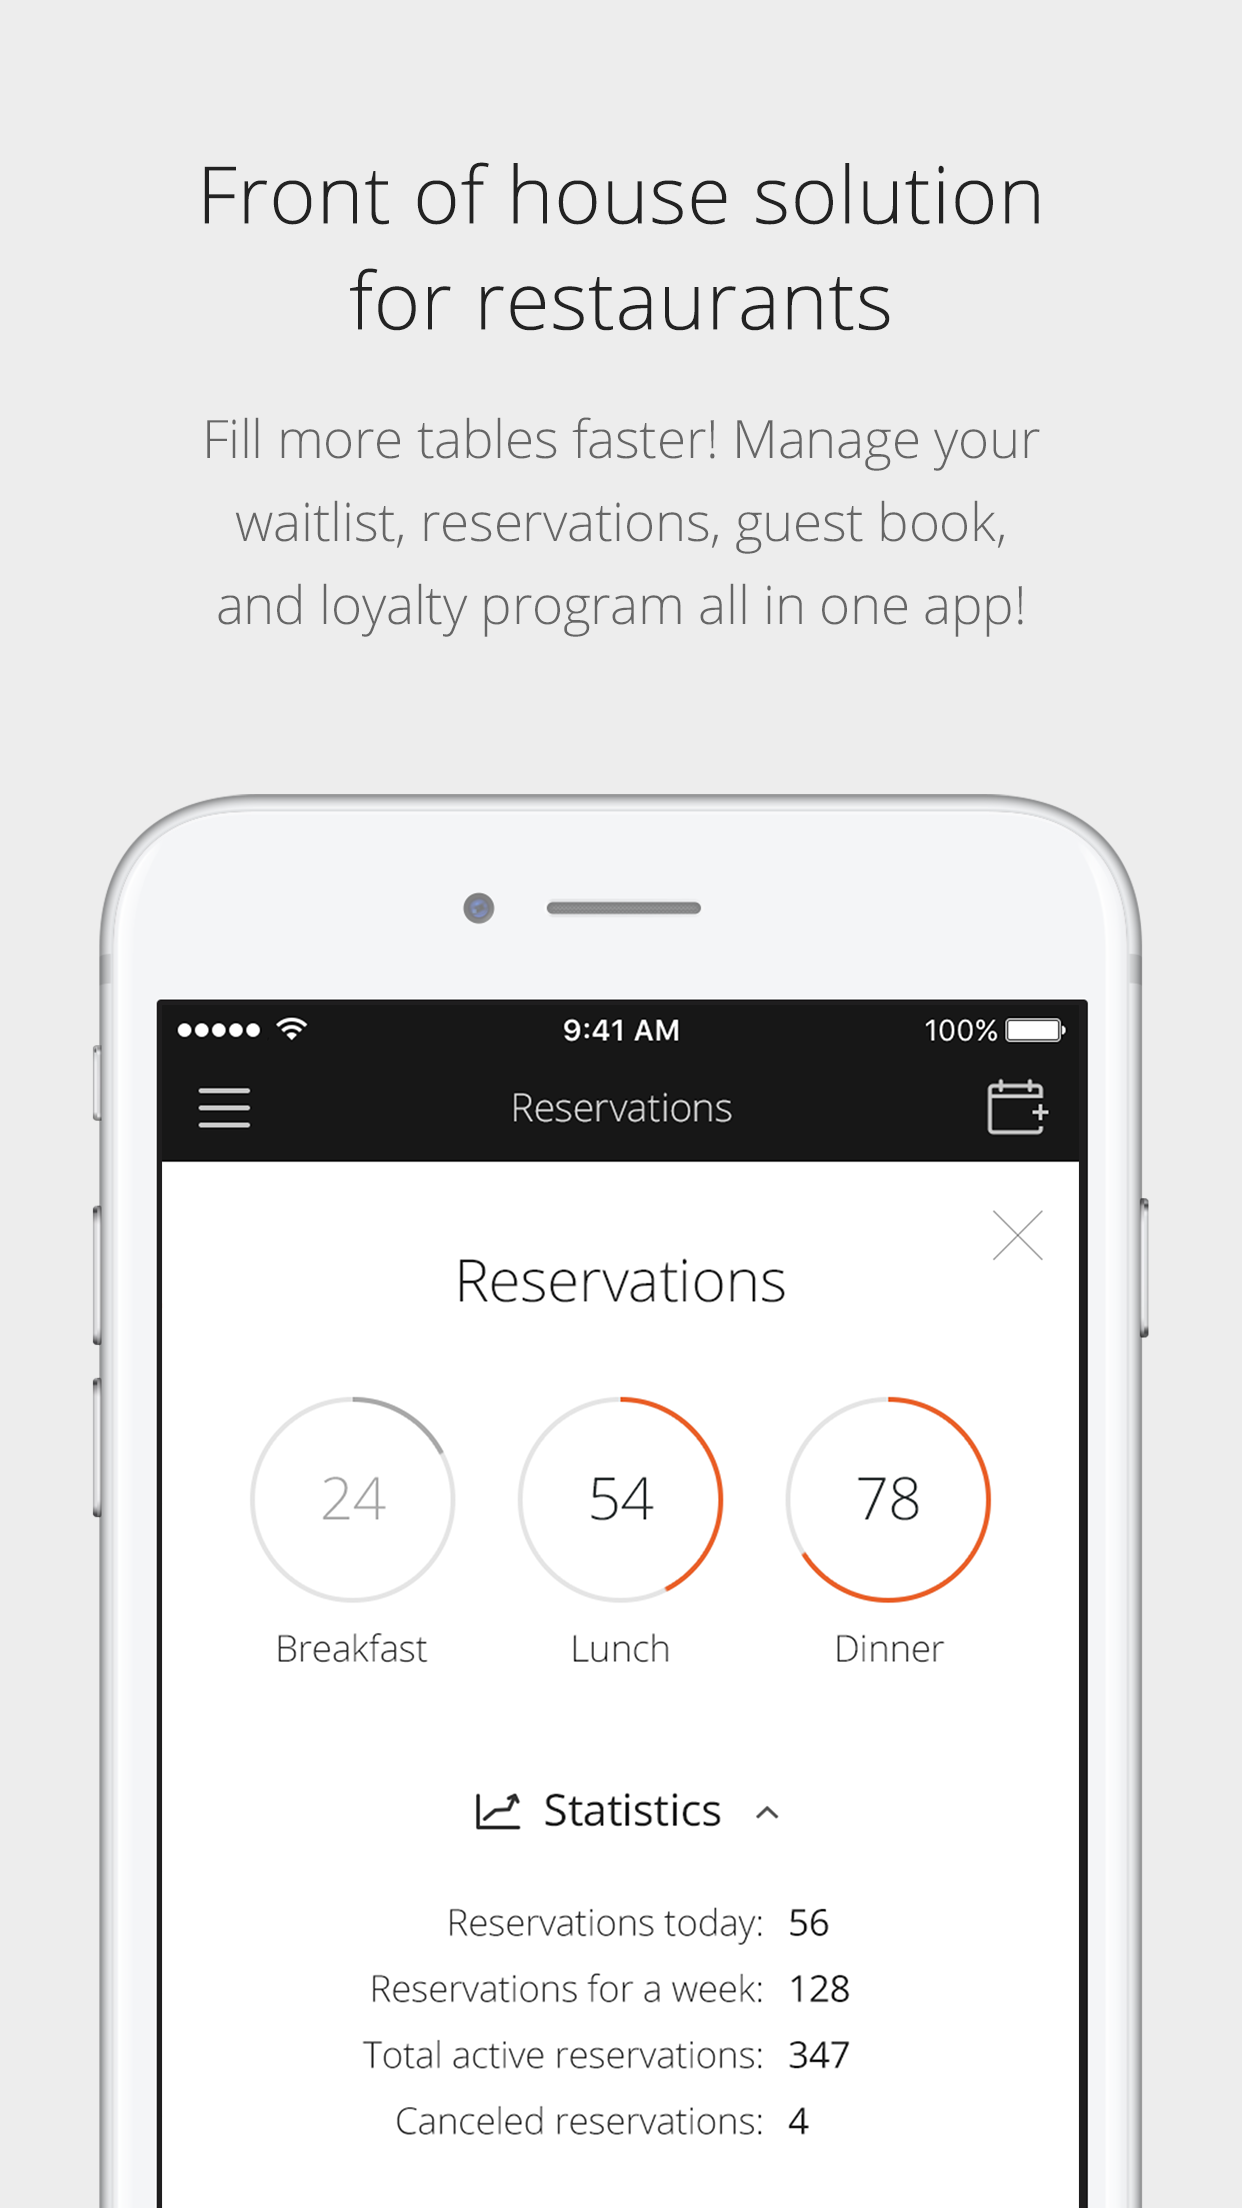 Front of house solution
for restaurants
Fill more tables faster! Manage your
waitlist, reservations, guest book,
and loyalty program all in one app!
9:41 AM
100%
Reservations
Reservations
24
54
78
Breakfast
Lunch
Dinner
Statistics
Reservations today: 56
Reservations for a week: 128
Total active reservations: 347
Canceled reservations: 4